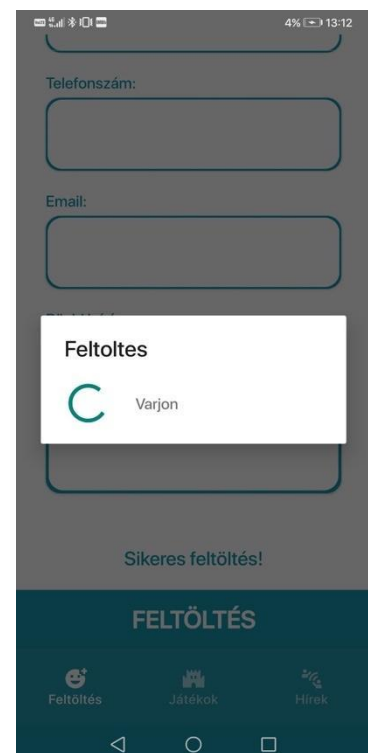 4% 13:12
Telefonszám:
Email:
Feltoltes
Varjon
Sikeres feltöltés!
FELTÖLTÉS
Feltöltés
Játékok
Hírek